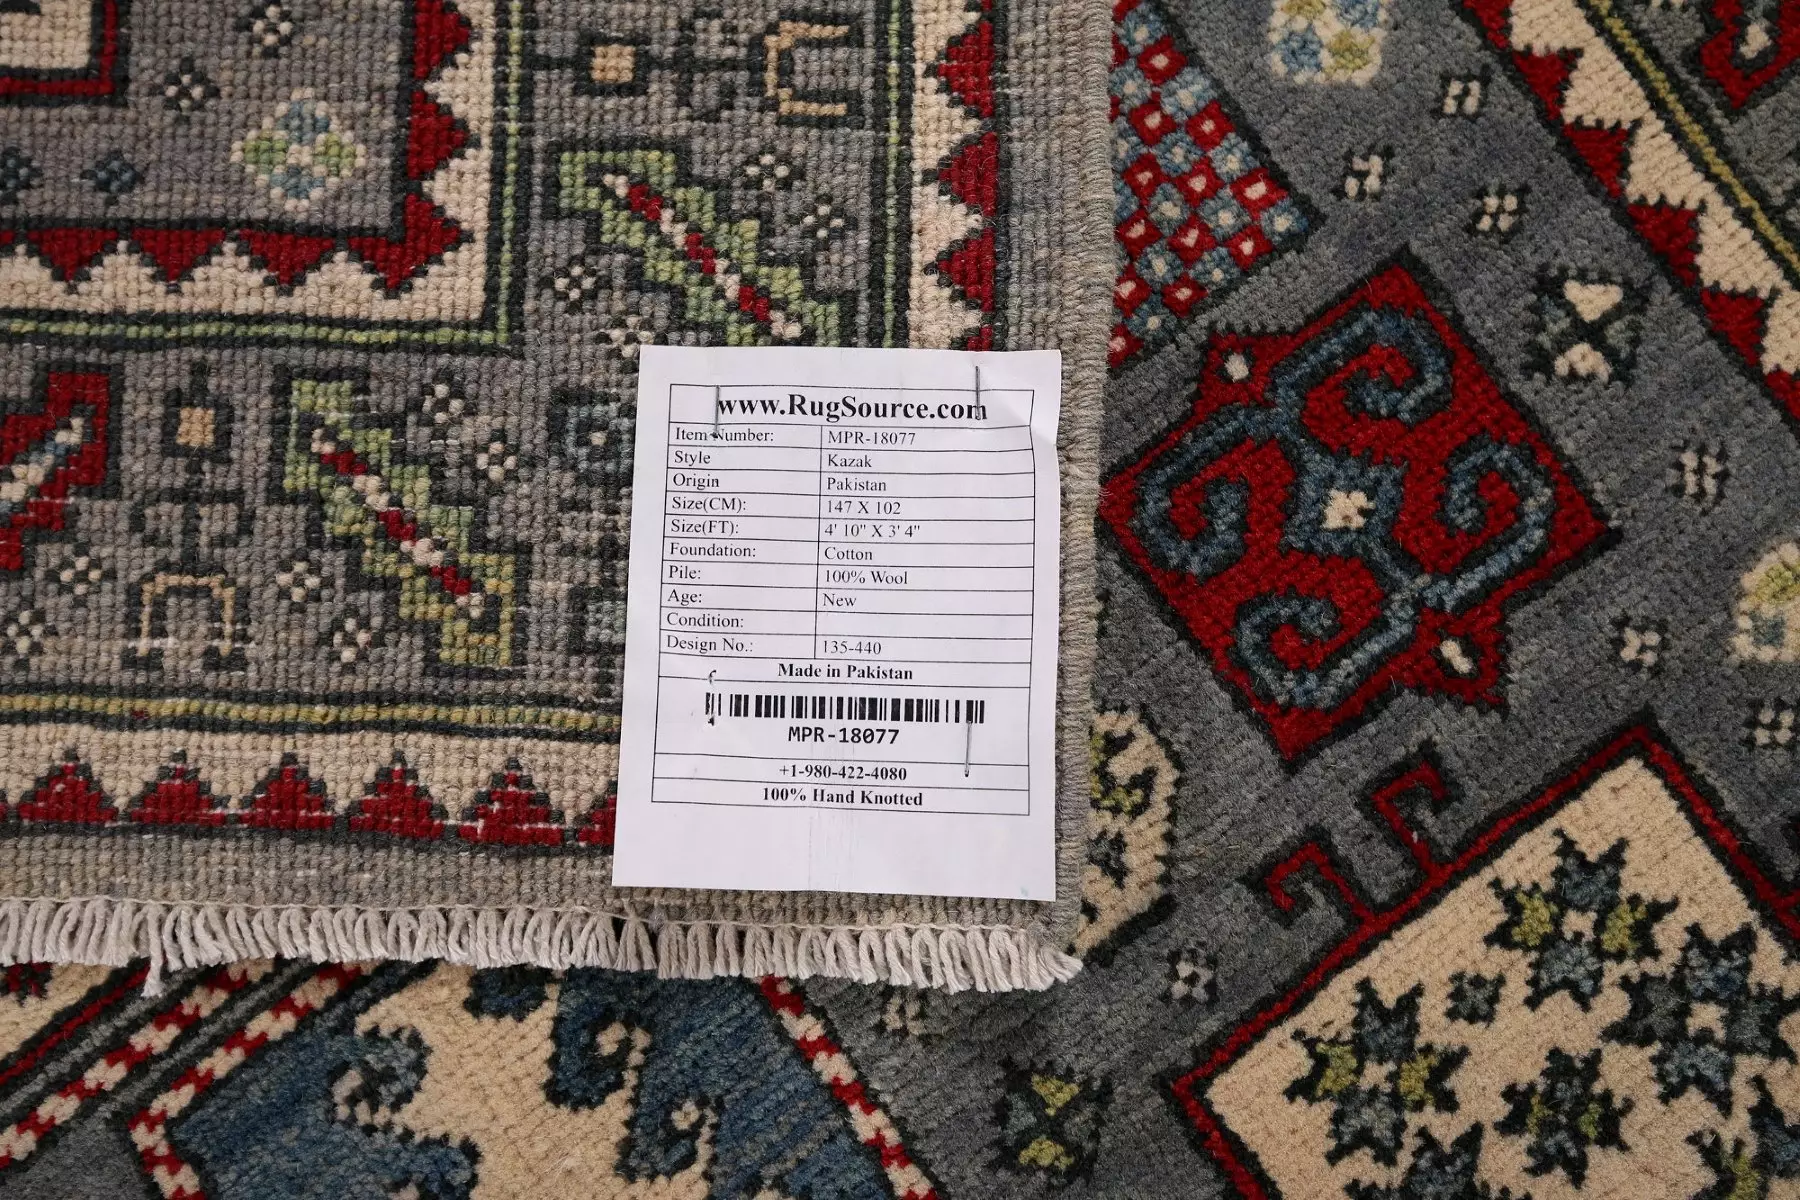 www.RugSource.com
Item Number: MPR-18077
Style Kazak
Origin Pakistan
Size(CM): 147 X 102
Size(FT): 4' 10" X 3' 4"
Foundation: Cotton
Pile: 100% Wool
Age: New
Condition:
Design No.: 135-440
Made in Pakistan
MPR-18077
+1-980-422-4080
100% Hand Knotted